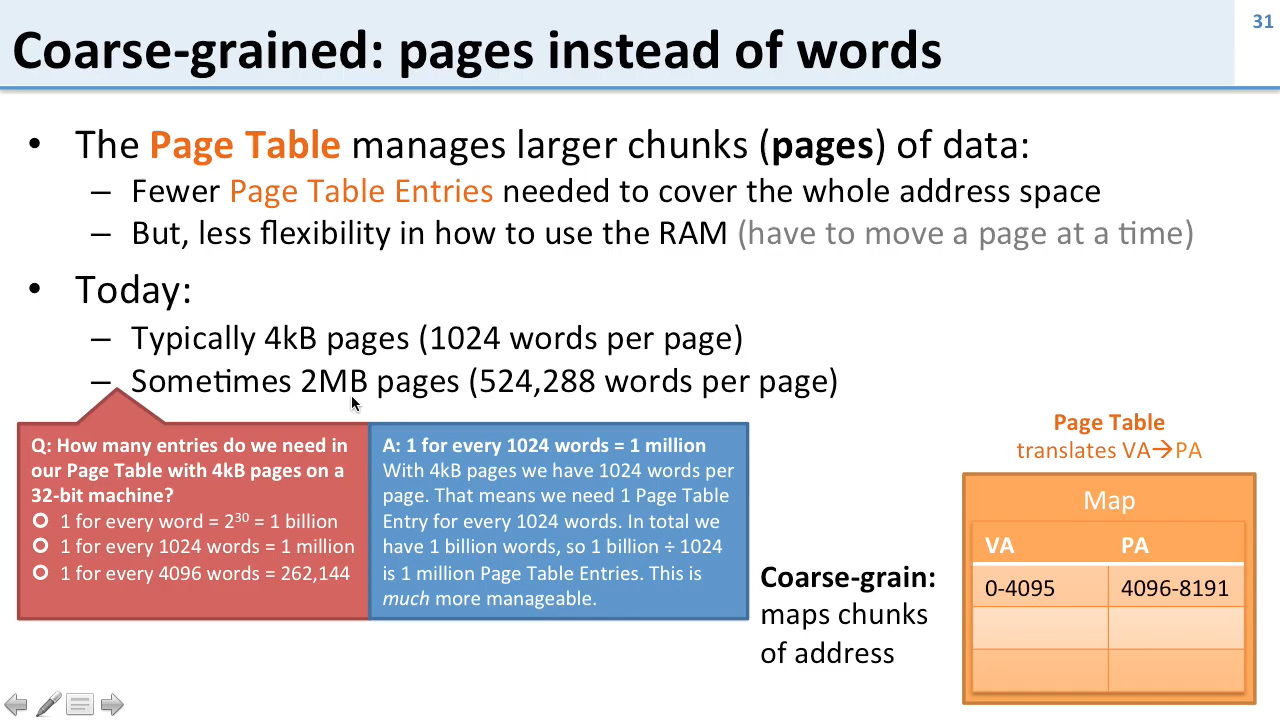 31
Coarse-grained: pages instead of words
• The Page Table manages larger chunks (pages) of data:
– Fewer Page Table Entries needed to cover the whole address space
– But, less flexibility in how to use the RAM (have to move a page at a time)
• Today:
– Typically 4kB pages (1024 words per page)
– Sometimes 2MB pages (524,288 words per page)
Q: How many entries do we need in
our Page Table with 4kB pages on a
32-bit machine?
1 for every word = 2³⁰ = 1 billion
1 for every 1024 words = 1 million
1 for every 4096 words = 262,144
A: 1 for every 1024 words = 1 million
With 4kB pages we have 1024 words per
page. That means we need 1 Page Table
Entry for every 1024 words. In total we
have 1 billion words, so 1 billion ÷ 1024
is 1 million Page Table Entries. This is
much more manageable.
Coarse-grain:
maps chunks
of address
Page Table
translates VA→PA
Map
VA PA
0-4095 4096-8191